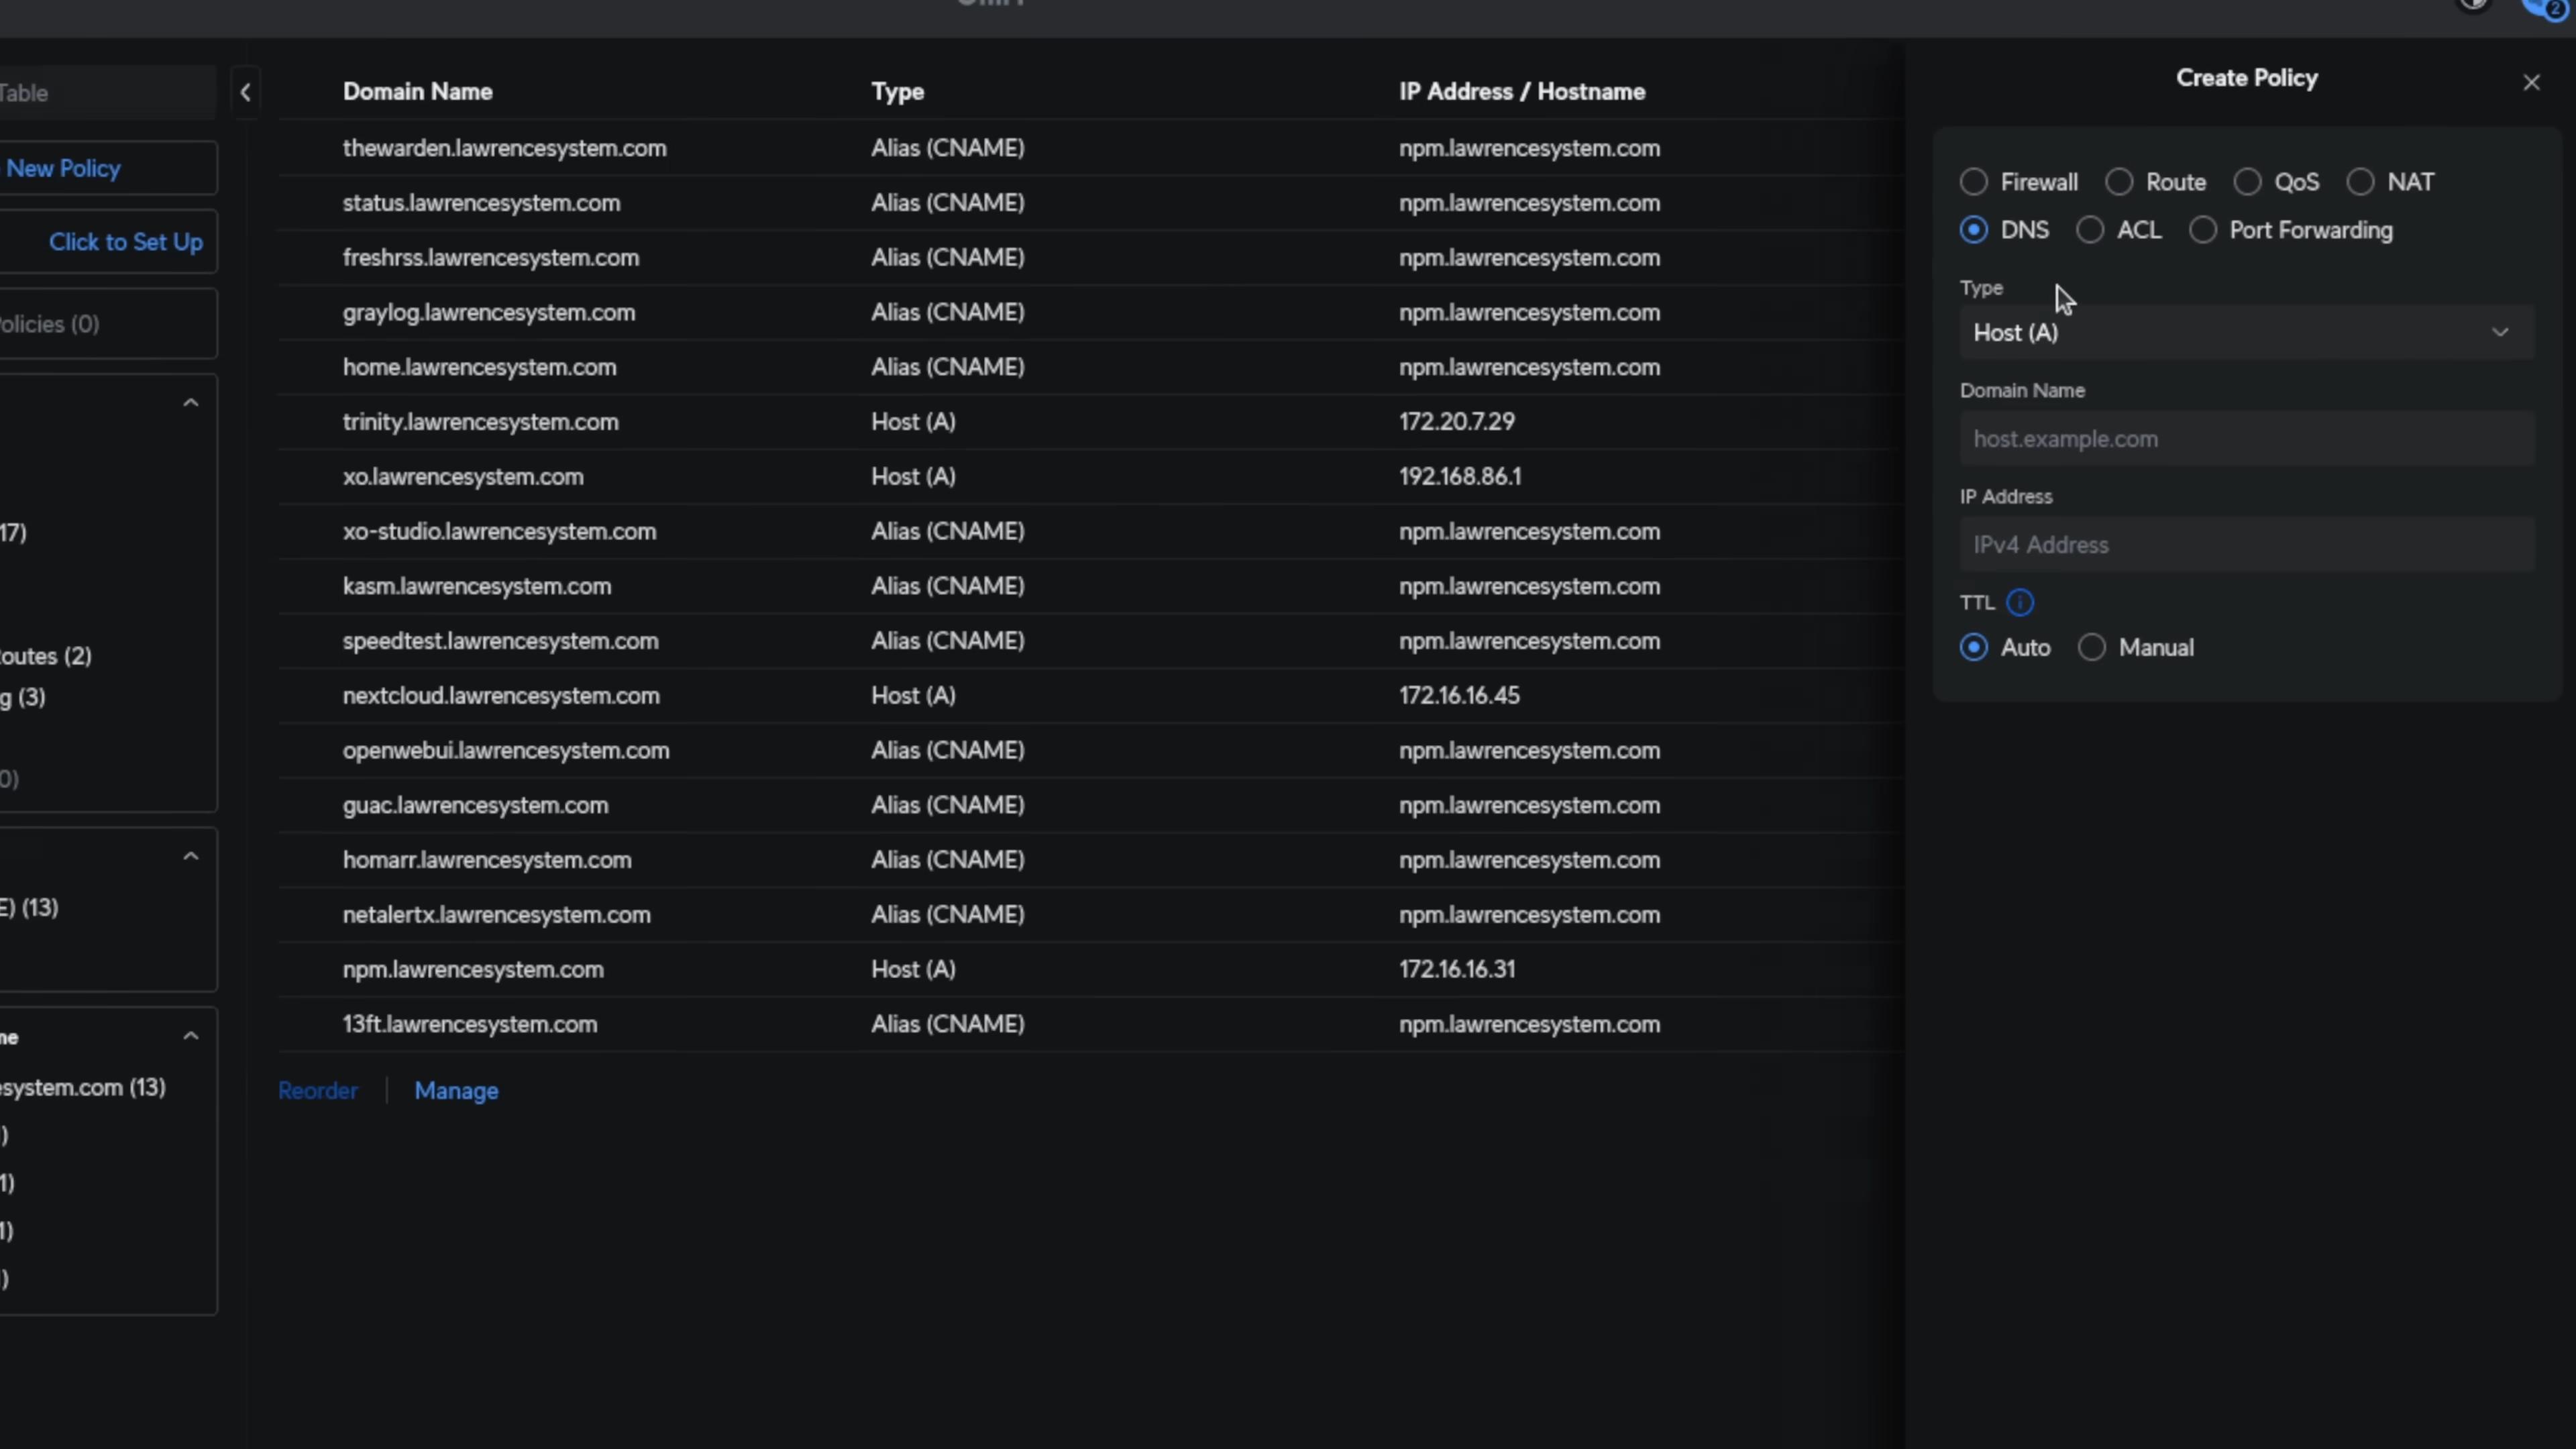 2
Table
New Policy
Click to Set Up
olicies (0)
17)
outes (2)
g (3)
0)
E) (13)
me
esystem.com (13)
)
1)
1)
)
Domain Name Type IP Address / Hostname
thewarden.lawrencesystem.com Alias (CNAME) npm.lawrencesystem.com
status.lawrencesystem.com Alias (CNAME) npm.lawrencesystem.com
freshrss.lawrencesystem.com Alias (CNAME) npm.lawrencesystem.com
graylog.lawrencesystem.com Alias (CNAME) npm.lawrencesystem.com
home.lawrencesystem.com Alias (CNAME) npm.lawrencesystem.com
trinity.lawrencesystem.com Host (A) 172.20.7.29
xo.lawrencesystem.com Host (A) 192.168.86.1
xo-studio.lawrencesystem.com Alias (CNAME) npm.lawrencesystem.com
kasm.lawrencesystem.com Alias (CNAME) npm.lawrencesystem.com
speedtest.lawrencesystem.com Alias (CNAME) npm.lawrencesystem.com
nextcloud.lawrencesystem.com Host (A) 172.16.16.45
openwebui.lawrencesystem.com Alias (CNAME) npm.lawrencesystem.com
guac.lawrencesystem.com Alias (CNAME) npm.lawrencesystem.com
homarr.lawrencesystem.com Alias (CNAME) npm.lawrencesystem.com
netalertx.lawrencesystem.com Alias (CNAME) npm.lawrencesystem.com
npm.lawrencesystem.com Host (A) 172.16.16.31
13ft.lawrencesystem.com Alias (CNAME) npm.lawrencesystem.com
Reorder Manage
Create Policy
Firewall Route QoS NAT
DNS ACL Port Forwarding
Type
Host (A)
Domain Name
host.example.com
IP Address
IPv4 Address
TTL
Auto Manual